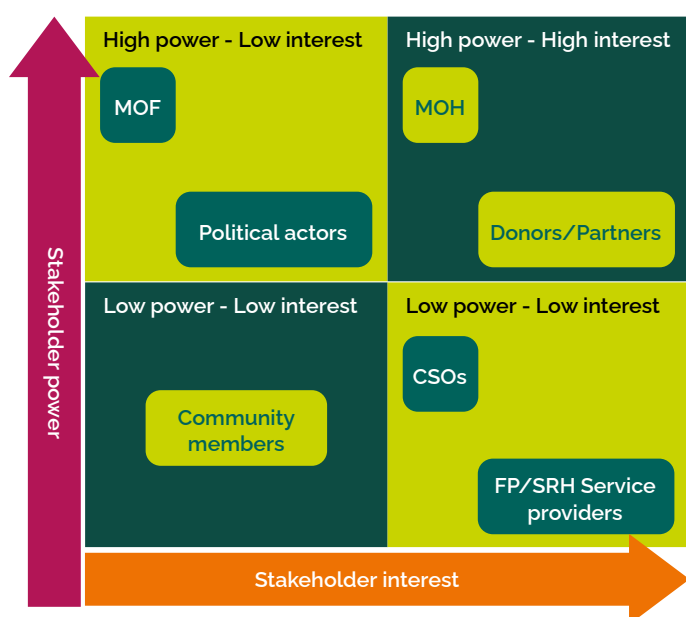 High power - Low interest
High power - High interest
MOF
MOH
Political actors
Donors/Partners
Stakeholder power
Low power - Low interest
Low power - Low interest
CSOs
Community
members
FP/SRH Service
providers
Stakeholder interest